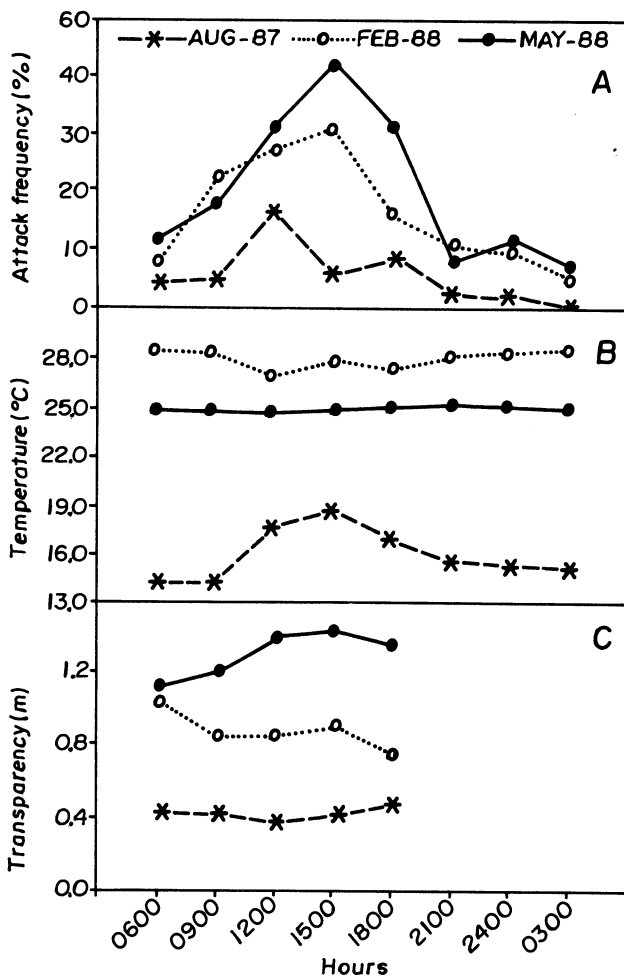 60
AUG-87 FEB-88 MAY-88
A
40
30
20
10
0
Attack frequency (%)
B
28.0
25.0
22.0
19.0
16.0
13.0
Temperature (°C)
C
1.2
0.8
0.4
0.0
Transparency (m)
0600 0900 1200 1500 1800 2100 2400 0300
Hours